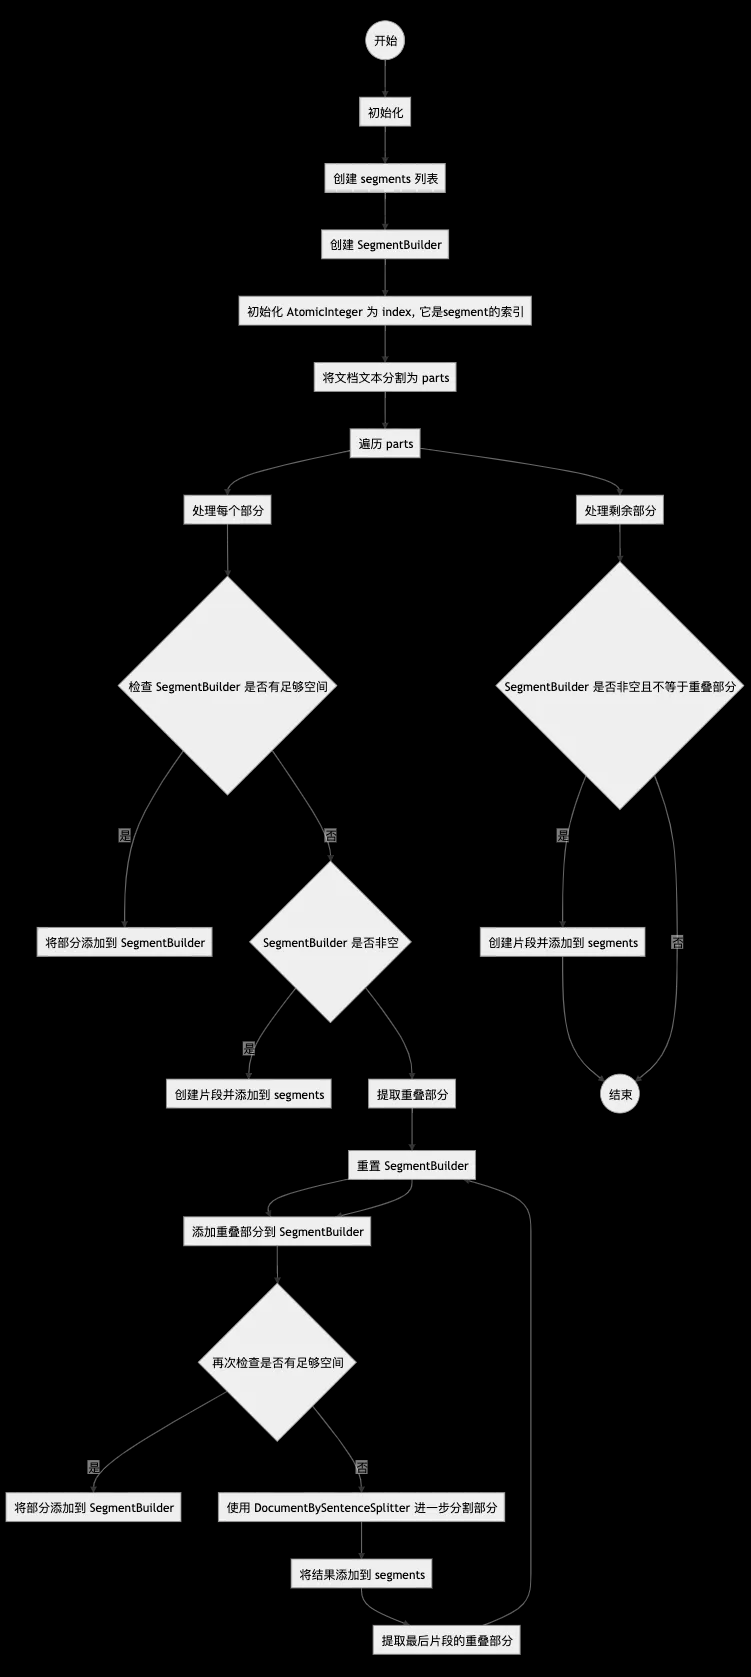 开始
初始化
创建 segments 列表
创建 SegmentBuilder
初始化 AtomicInteger 为 index, 它是segment的索引
将文档文本分割为 parts
遍历 parts
处理每个部分
处理剩余部分
检查 SegmentBuilder 是否有足够空间
SegmentBuilder 是否非空且不等于重叠部分
是
否
是
将部分添加到 SegmentBuilder
SegmentBuilder 是否非空
创建片段并添加到 segments
否
是
创建片段并添加到 segments
提取重叠部分
结束
重置 SegmentBuilder
添加重叠部分到 SegmentBuilder
再次检查是否有足够空间
是
否
将部分添加到 SegmentBuilder
使用 DocumentBySentenceSplitter 进一步分割部分
将结果添加到 segments
提取最后片段的重叠部分